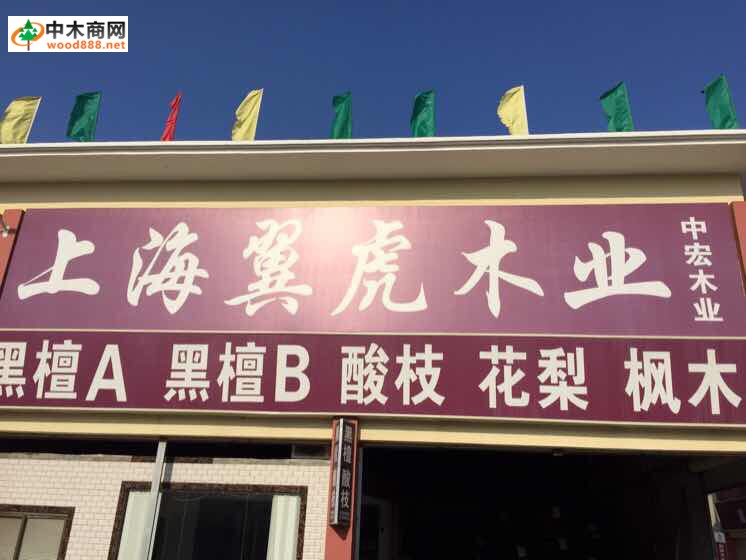 中木商网
wood888.net
上海翼虎木业
中宏木业
黑檀A 黑檀B 酸枝 花梨 枫木
黑檀 酸枝